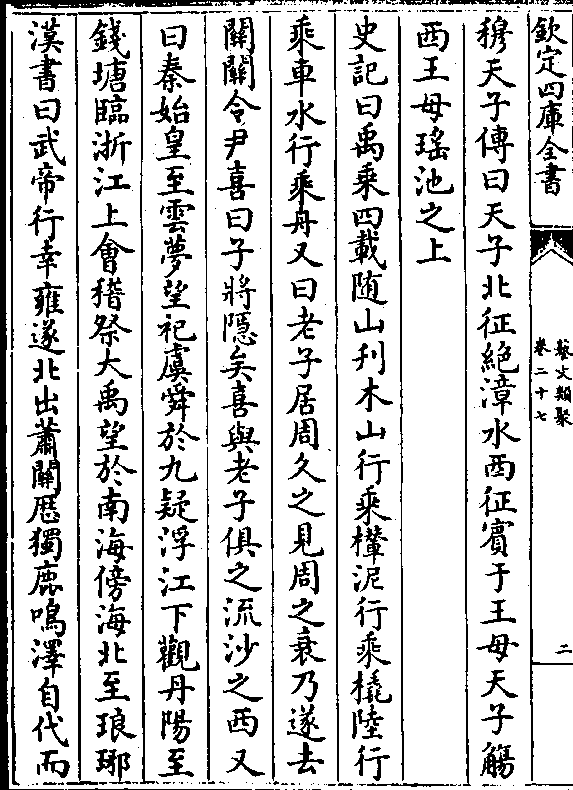 欽定四庫全書
藝文類聚
卷二十七
二
穆天子傳曰天子北征絶漳水西征賓于王母天子觴
西王母瑤池之上
史記曰禹乘四載随山刋木山行乘欙泥行乘橇陸行
乘車水行乘舟又曰老子居周久之見周之衰乃遂去
關關令尹喜曰子將隱矣喜與老子俱之流沙之西又
曰秦始皇至雲夢望祀虞舜於九疑浮江下觀丹陽至
錢塘臨浙江上會稽祭大禹望於南海傍海北至琅琊
漢書曰武帝行幸雍遂北出蕭關歴獨鹿鳴澤自代而